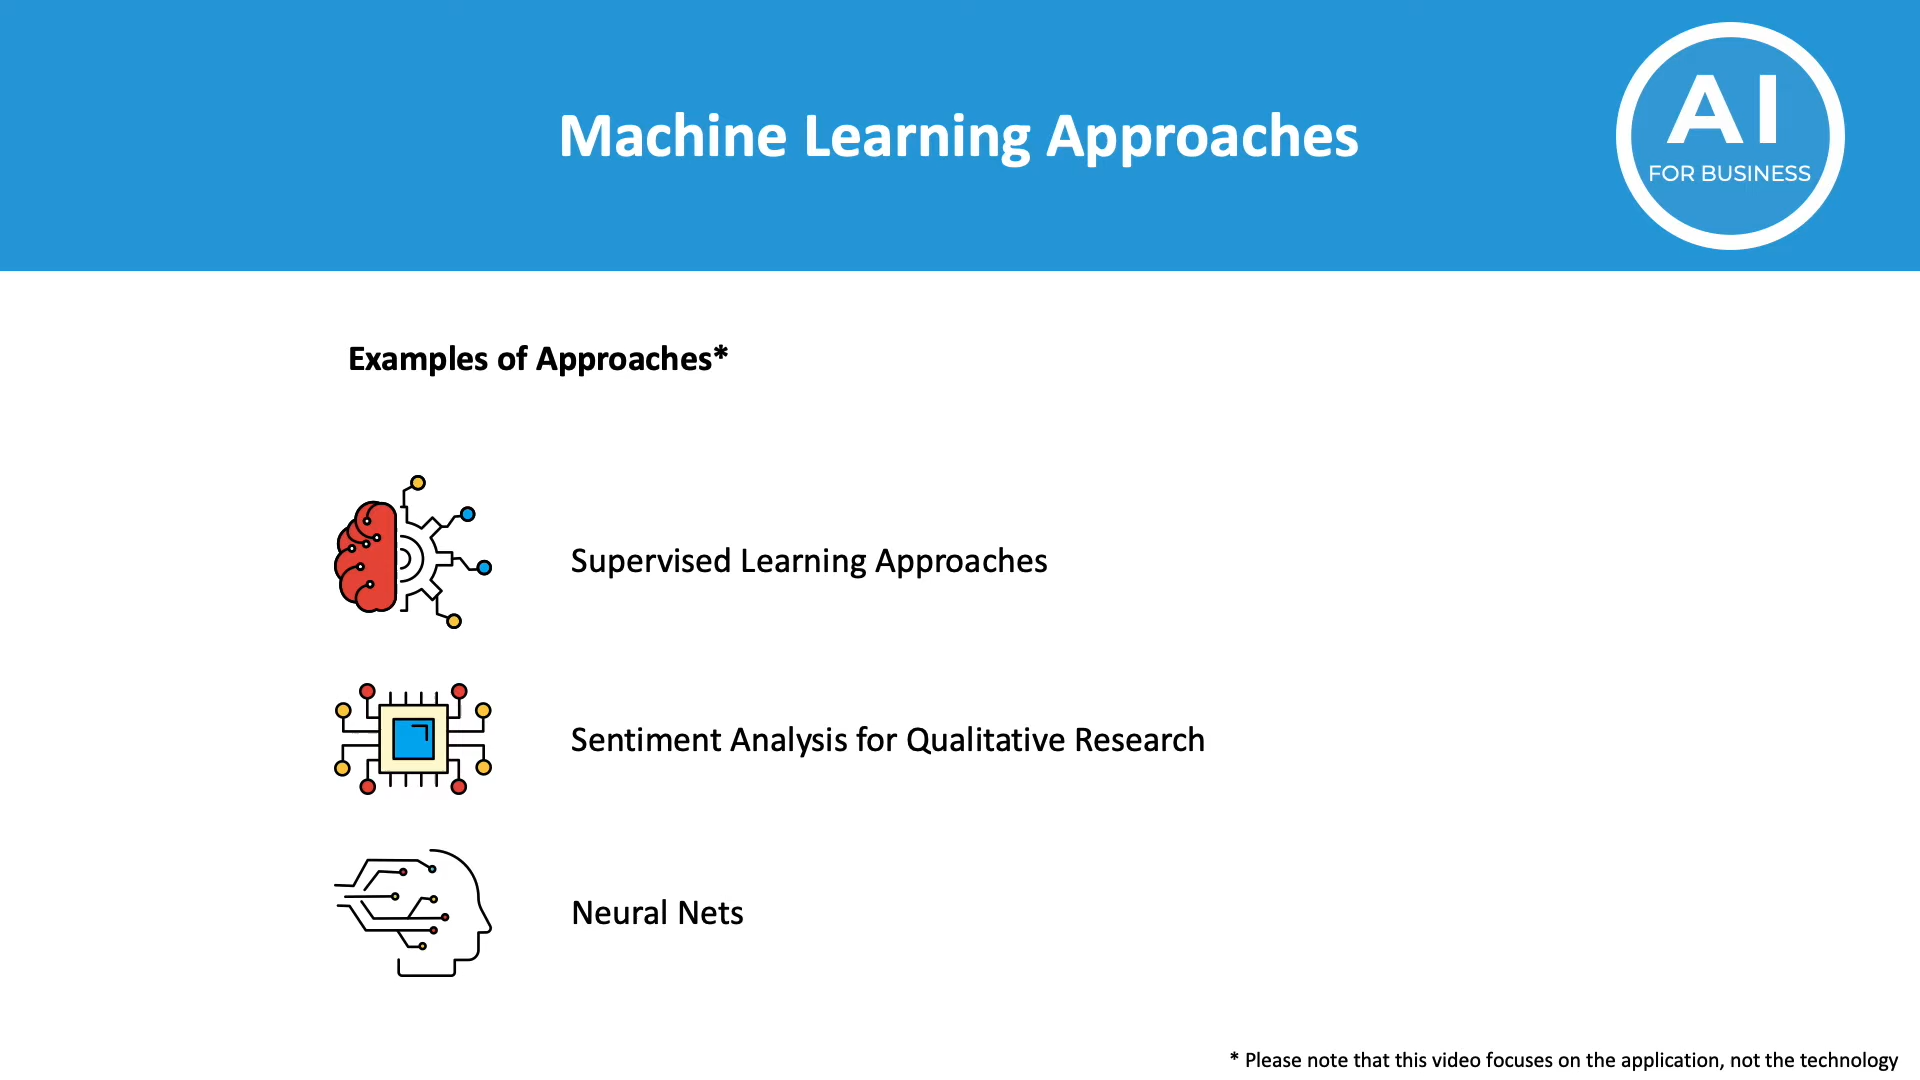 Machine Learning Approaches
AI
FOR BUSINESS
Examples of Approaches*
Supervised Learning Approaches
Sentiment Analysis for Qualitative Research
Neural Nets
* Please note that this video focuses on the application, not the technology